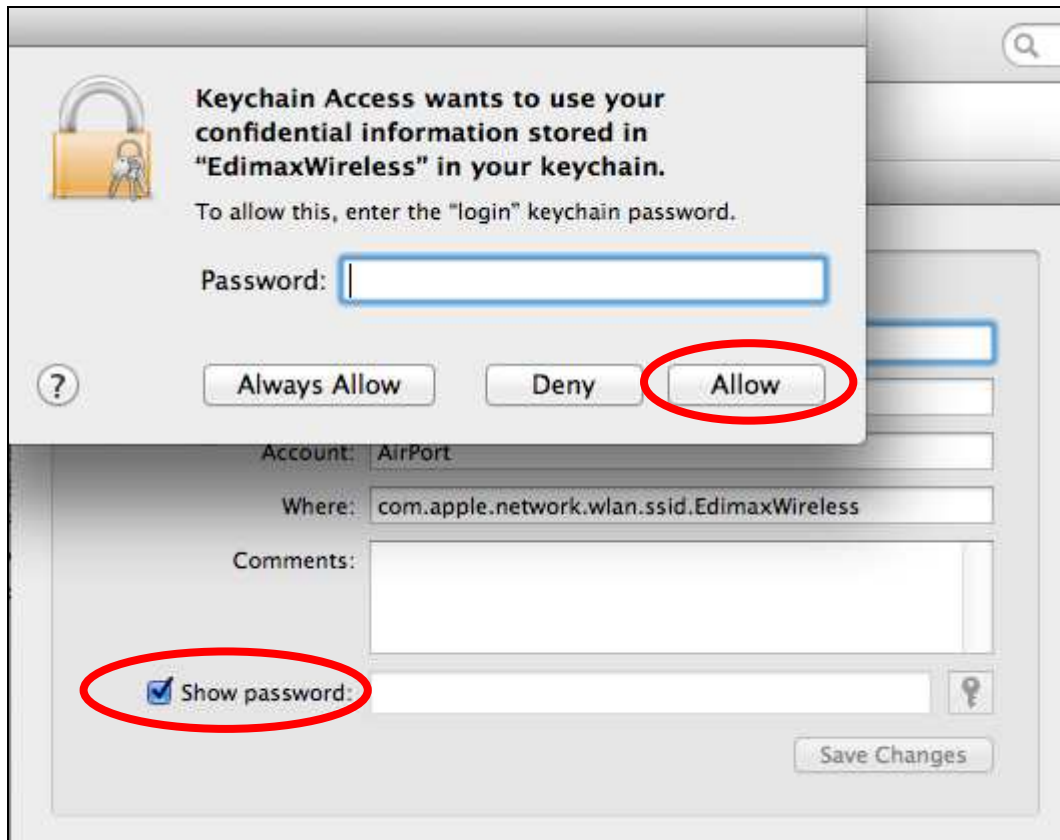 Keychain Access wants to use your
confidential information stored in
“EdimaxWireless” in your keychain.
To allow this, enter the “login” keychain password.
Password:
?
Always Allow
Deny
Allow
Account: AirPort
Where: com.apple.network.wlan.ssid.EdimaxWireless
Comments:
Show password:
Save Changes